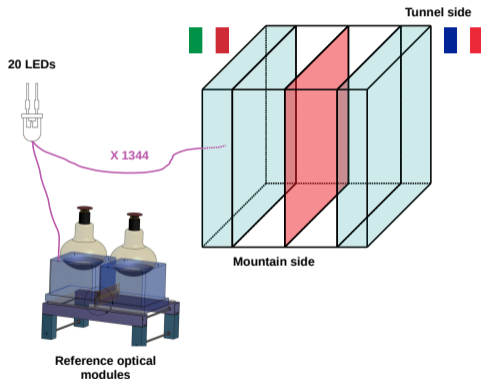 Tunnel side
20 LEDs
X 1344
Mountain side
Reference optical
modules